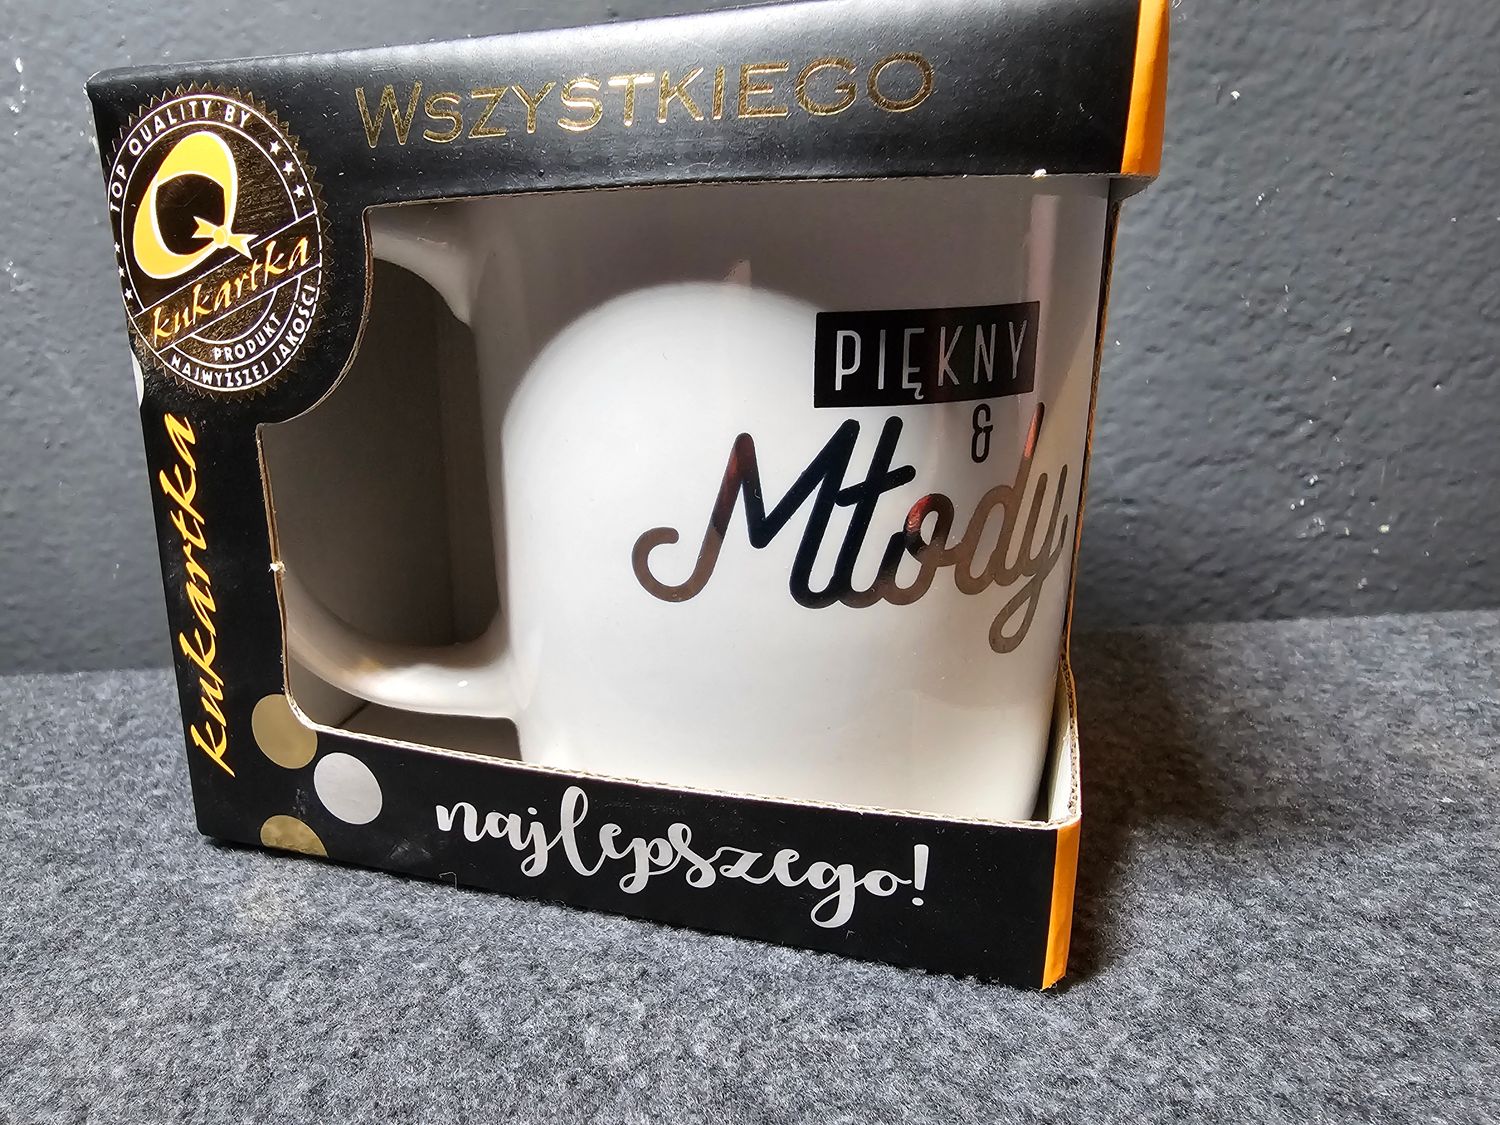 WSZYSTKIEGO
TOP QUALITY BY
Q
kukartka
PRODUKT
NAJWYŻSZEJ JAKOŚCI
kukartka
PIĘKNY
&
Młody
najlepszego!